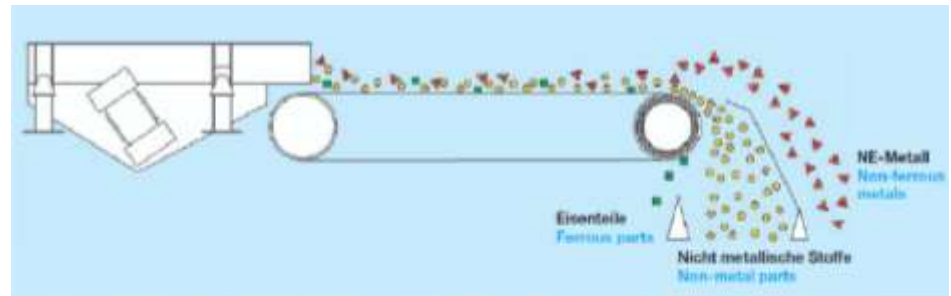 NE-Metall
Non-ferrous
metals
Eisenteile
Ferrous parts
Nicht metallische Stoffe
Non-metal parts